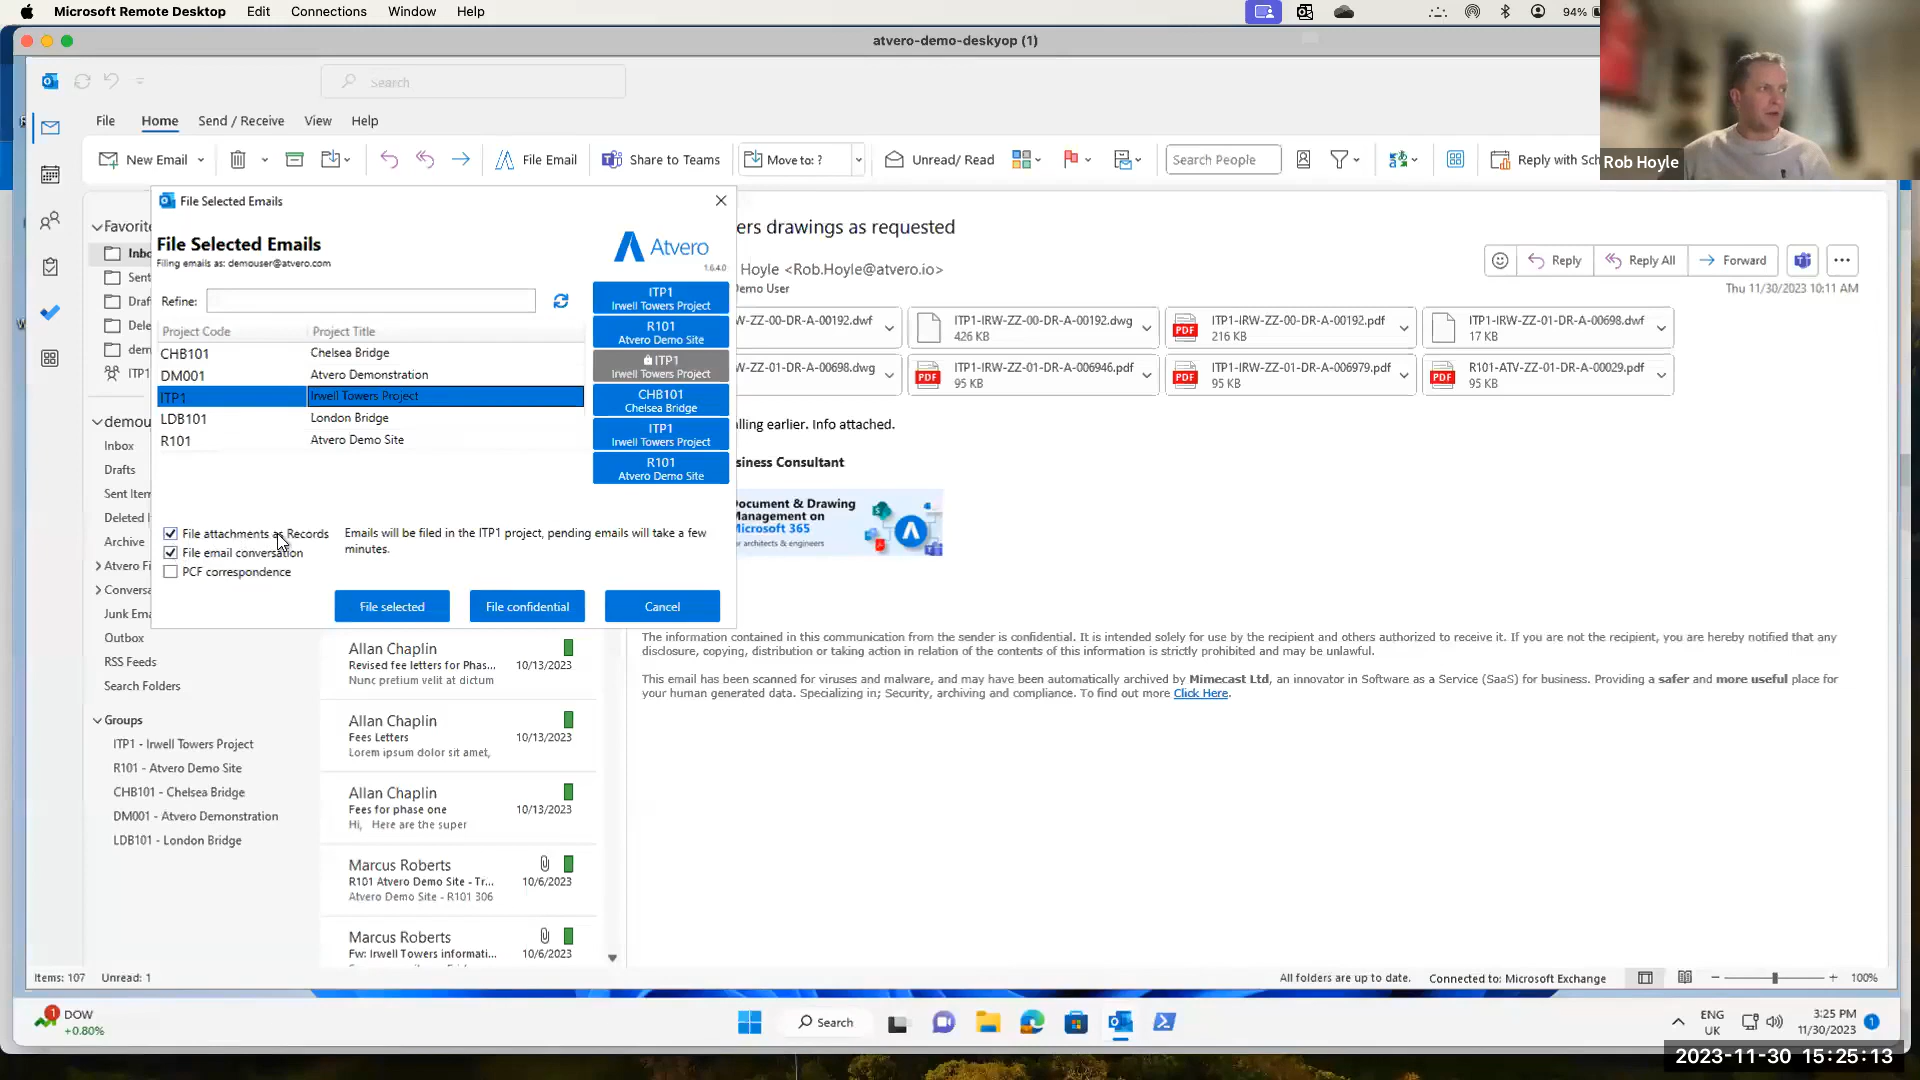 Microsoft Remote Desktop Edit Connections Window Help
94%
atvero-demo-deskyop (1)
Search
File Home Send / Receive View Help
New Email File Email Share to Teams Move to: ? Unread/ Read Search People Reply with Sch
Rob Hoyle
File Selected Emails
File Selected Emails
Filing emails as: demouser@atvero.com
Atvero
1.6.4.0
Refine:
Project Code Project Title
CHB101 Chelsea Bridge
DM001 Atvero Demonstration
ITP1 Irwell Towers Project
LDB101 London Bridge
R101 Atvero Demo Site
ITP1
Irwell Towers Project
R101
Atvero Demo Site
ITP1
Irwell Towers Project
CHB101
Chelsea Bridge
ITP1
Irwell Towers Project
R101
Atvero Demo Site
File attachments as Records
File email conversation
PCF correspondence
Emails will be filed in the ITP1 project, pending emails will take a few
minutes.
File selected File confidential Cancel
Favorite
Inbo
Sent
Draf
Dele
dem
ITP1
demou
Inbox
Drafts
Sent Item
Deleted I
Archive
Atvero Fi
Conversa
Junk Ema
Outbox
RSS Feeds
Search Folders
Groups
ITP1 - Irwell Towers Project
R101 - Atvero Demo Site
CHB101 - Chelsea Bridge
DM001 - Atvero Demonstration
LDB101 - London Bridge
Allan Chaplin
Revised fee letters for Phas... 10/13/2023
Nunc pretium velit at dictum
Allan Chaplin
Fees Letters 10/13/2023
Lorem ipsum dolor sit amet,
Allan Chaplin
Fees for phase one 10/13/2023
Hi, Here are the super
Marcus Roberts
R101 Atvero Demo Site - Tr... 10/6/2023
Atvero Demo Site - R101 306
Marcus Roberts
Fw: Irwell Towers informati... 10/6/2023
ers drawings as requested
Hoyle <Rob.Hoyle@atvero.io>
Demo User
Reply Reply All Forward
Thu 11/30/2023 10:11 AM
W-ZZ-00-DR-A-00192.dwf
ITP1-IRW-ZZ-00-DR-A-00192.dwg
426 KB
ITP1-IRW-ZZ-00-DR-A-00192.pdf
216 KB
ITP1-IRW-ZZ-01-DR-A-00698.dwf
17 KB
W-ZZ-01-DR-A-00698.dwg
PDF ITP1-IRW-ZZ-01-DR-A-006946.pdf
95 KB
PDF ITP1-IRW-ZZ-01-DR-A-006979.pdf
95 KB
PDF R101-ATV-ZZ-01-DR-A-00029.pdf
95 KB
alling earlier. Info attached.
siness Consultant
Document & Drawing
Management on
Microsoft 365
or architects & engineers
The information contained in this communication from the sender is confidential. It is intended solely for use by the recipient and others authorized to receive it. If you are not the recipient, you are hereby notified that any
disclosure, copying, distribution or taking action in relation of the contents of this information is strictly prohibited and may be unlawful.
This email has been scanned for viruses and malware, and may have been automatically archived by Mimecast Ltd, an innovator in Software as a Service (SaaS) for business. Providing a safer and more useful place for
your human generated data. Specializing in; Security, archiving and compliance. To find out more Click Here.
Items: 107 Unread: 1
All folders are up to date. Connected to: Microsoft Exchange 100%
DOW
+0.80%
Search
ENG
UK
3:25 PM
11/30/2023
2023-11-30 15:25:13